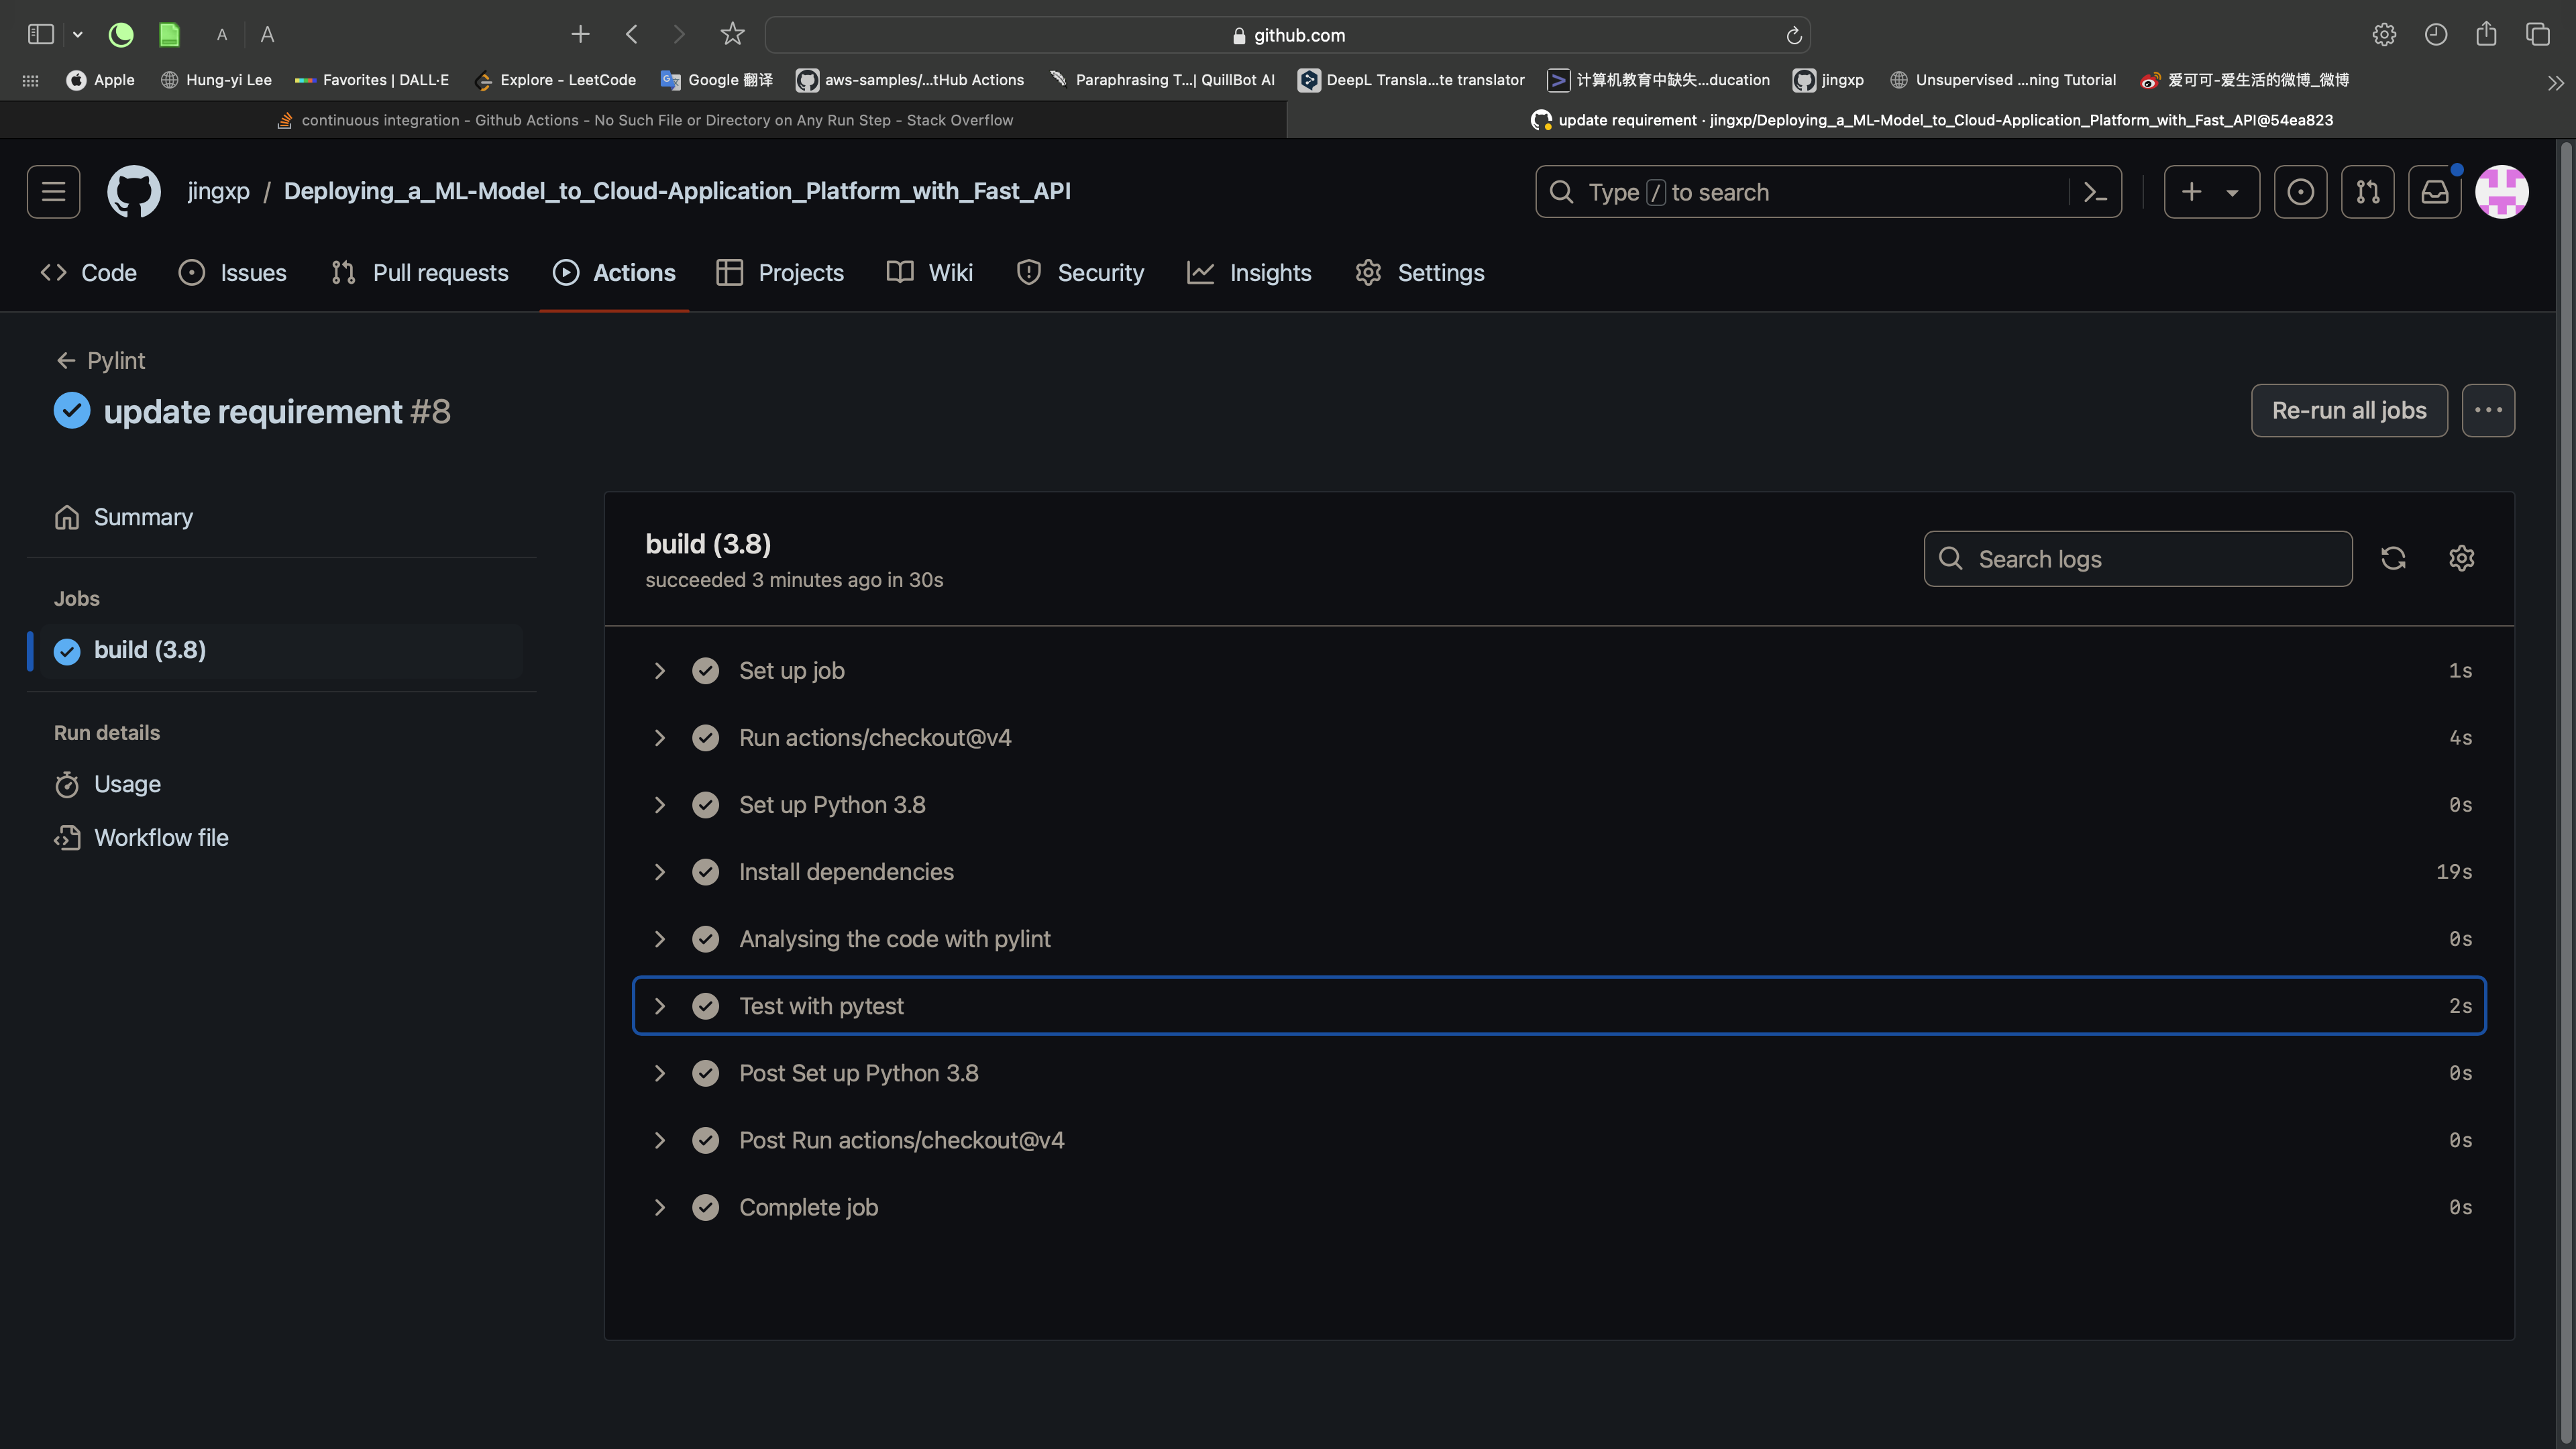 A A
github.com
Apple Hung-yi Lee Favorites | DALL·E Explore - LeetCode Google 翻译 aws-samples/...tHub Actions Paraphrasing T...| QuillBot AI DeepL Transla...te translator 计算机教育中缺失...ducation jingxp Unsupervised ...ning Tutorial 爱可可-爱生活的微博_微博
continuous integration - Github Actions - No Such File or Directory on Any Run Step - Stack Overflow
update requirement · jingxp/Deploying_a_ML-Model_to_Cloud-Application_Platform_with_Fast_API@54ea823
jingxp / Deploying_a_ML-Model_to_Cloud-Application_Platform_with_Fast_API
Type / to search
Code Issues Pull requests Actions Projects Wiki Security Insights Settings
Pylint
update requirement #8
Re-run all jobs
Summary
Jobs
build (3.8)
Run details
Usage
Workflow file
build (3.8)
succeeded 3 minutes ago in 30s
Search logs
Set up job 1s
Run actions/checkout@v4 4s
Set up Python 3.8 0s
Install dependencies 19s
Analysing the code with pylint 0s
Test with pytest 2s
Post Set up Python 3.8 0s
Post Run actions/checkout@v4 0s
Complete job 0s